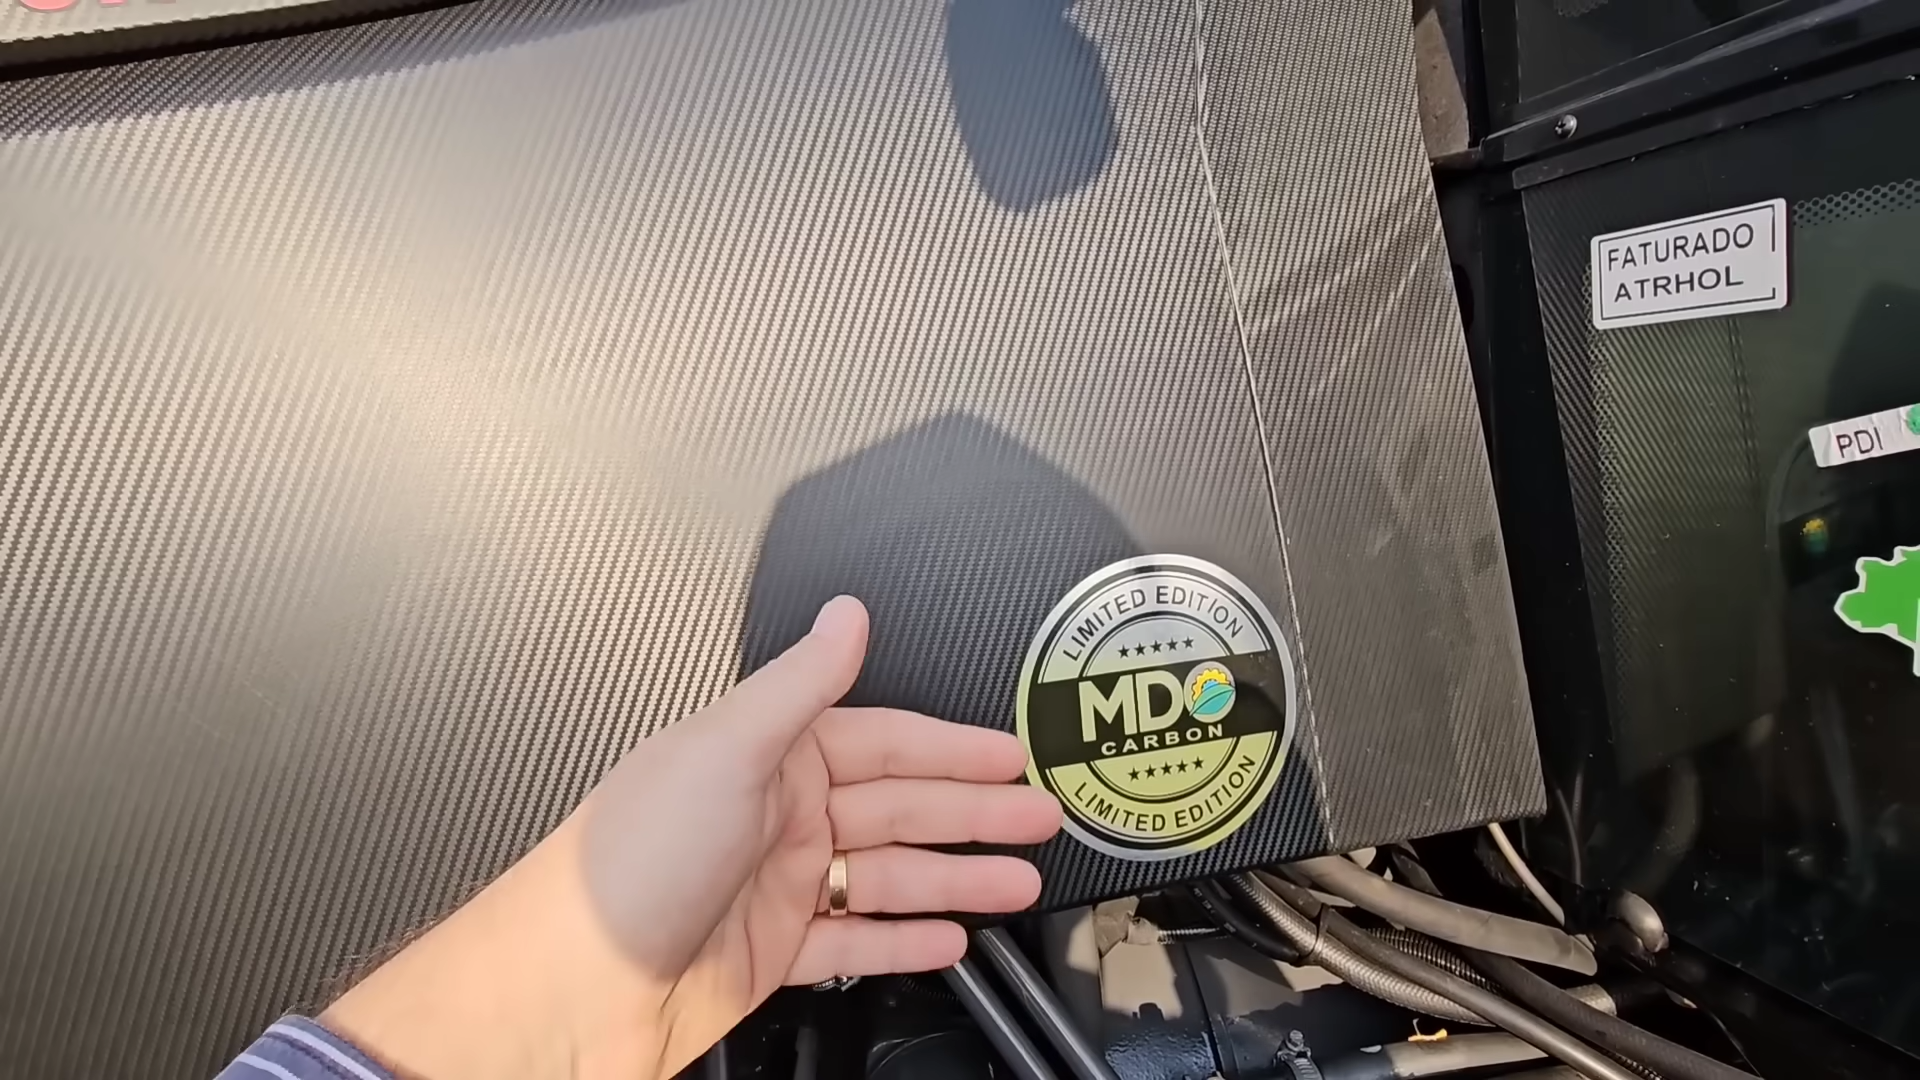 FATURADO
ATRHOL
PDI
LIMITED EDITION
MDO
CARBON
LIMITED EDITION